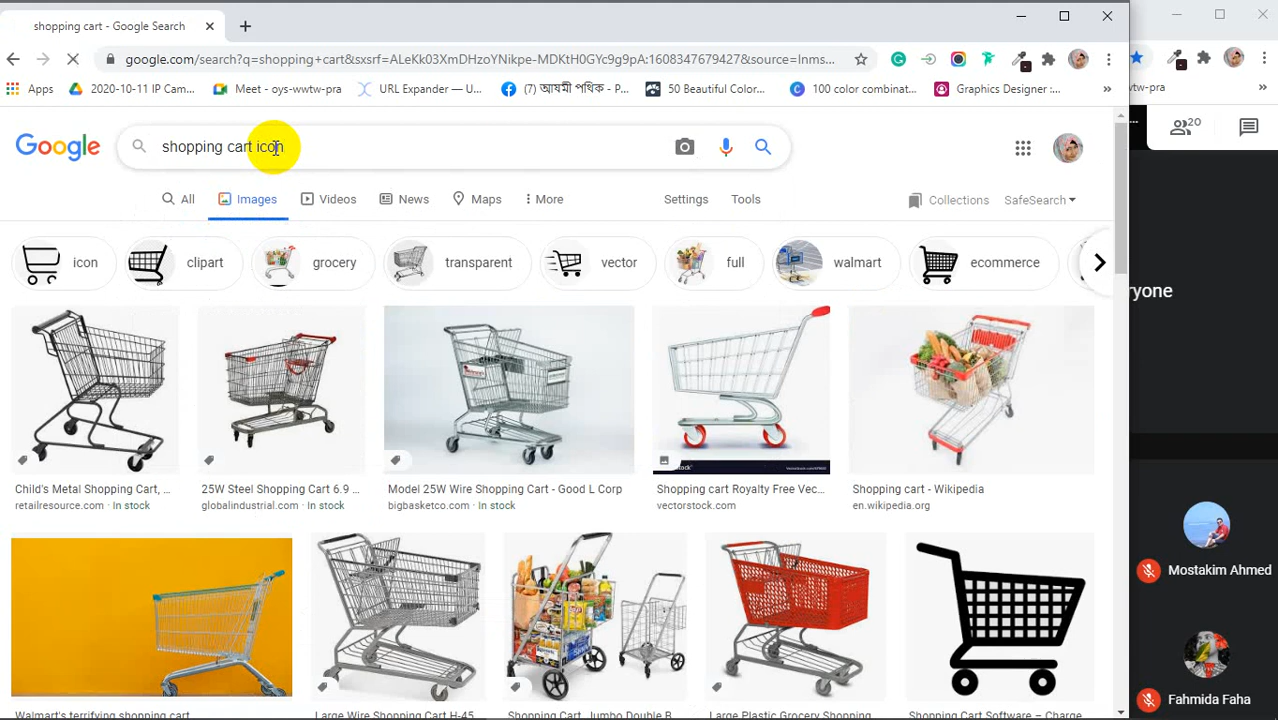 shopping cart - Google Search
google.com/search?q=shopping+cart&sxsrf=ALeKk03XmDHzoYNikpe-MDKtH0GYc9g9pA:1608347679427&source=lnms...
Apps 2020-10-11 IP Cam... Meet - oys-wwtw-pra URL Expander — U... (7) আযমী পথিক - P... 50 Beautiful Color... 100 color combinat... Graphics Designer :... » tw-pra
Google shopping cart icon
20
All Images Videos News Maps More Settings Tools Collections SafeSearch
icon clipart grocery transparent vector full walmart ecommerce
ryone
Child's Metal Shopping Cart, ...
retailresource.com · In stock
25W Steel Shopping Cart 6.9 ...
globalindustrial.com · In stock
Model 25W Wire Shopping Cart - Good L Corp
bigbasketco.com · In stock
Shopping cart Royalty Free Vec...
vectorstock.com
Shopping cart - Wikipedia
en.wikipedia.org
Mostakim Ahmed
Walmart's terrifying shopping cart
Large Wire Shopping Cart H-45
Shopping Cart, Jumbo Double B
Large Plastic Grocery Shopping
Shopping Cart Software – Charge
Fahmida Faha